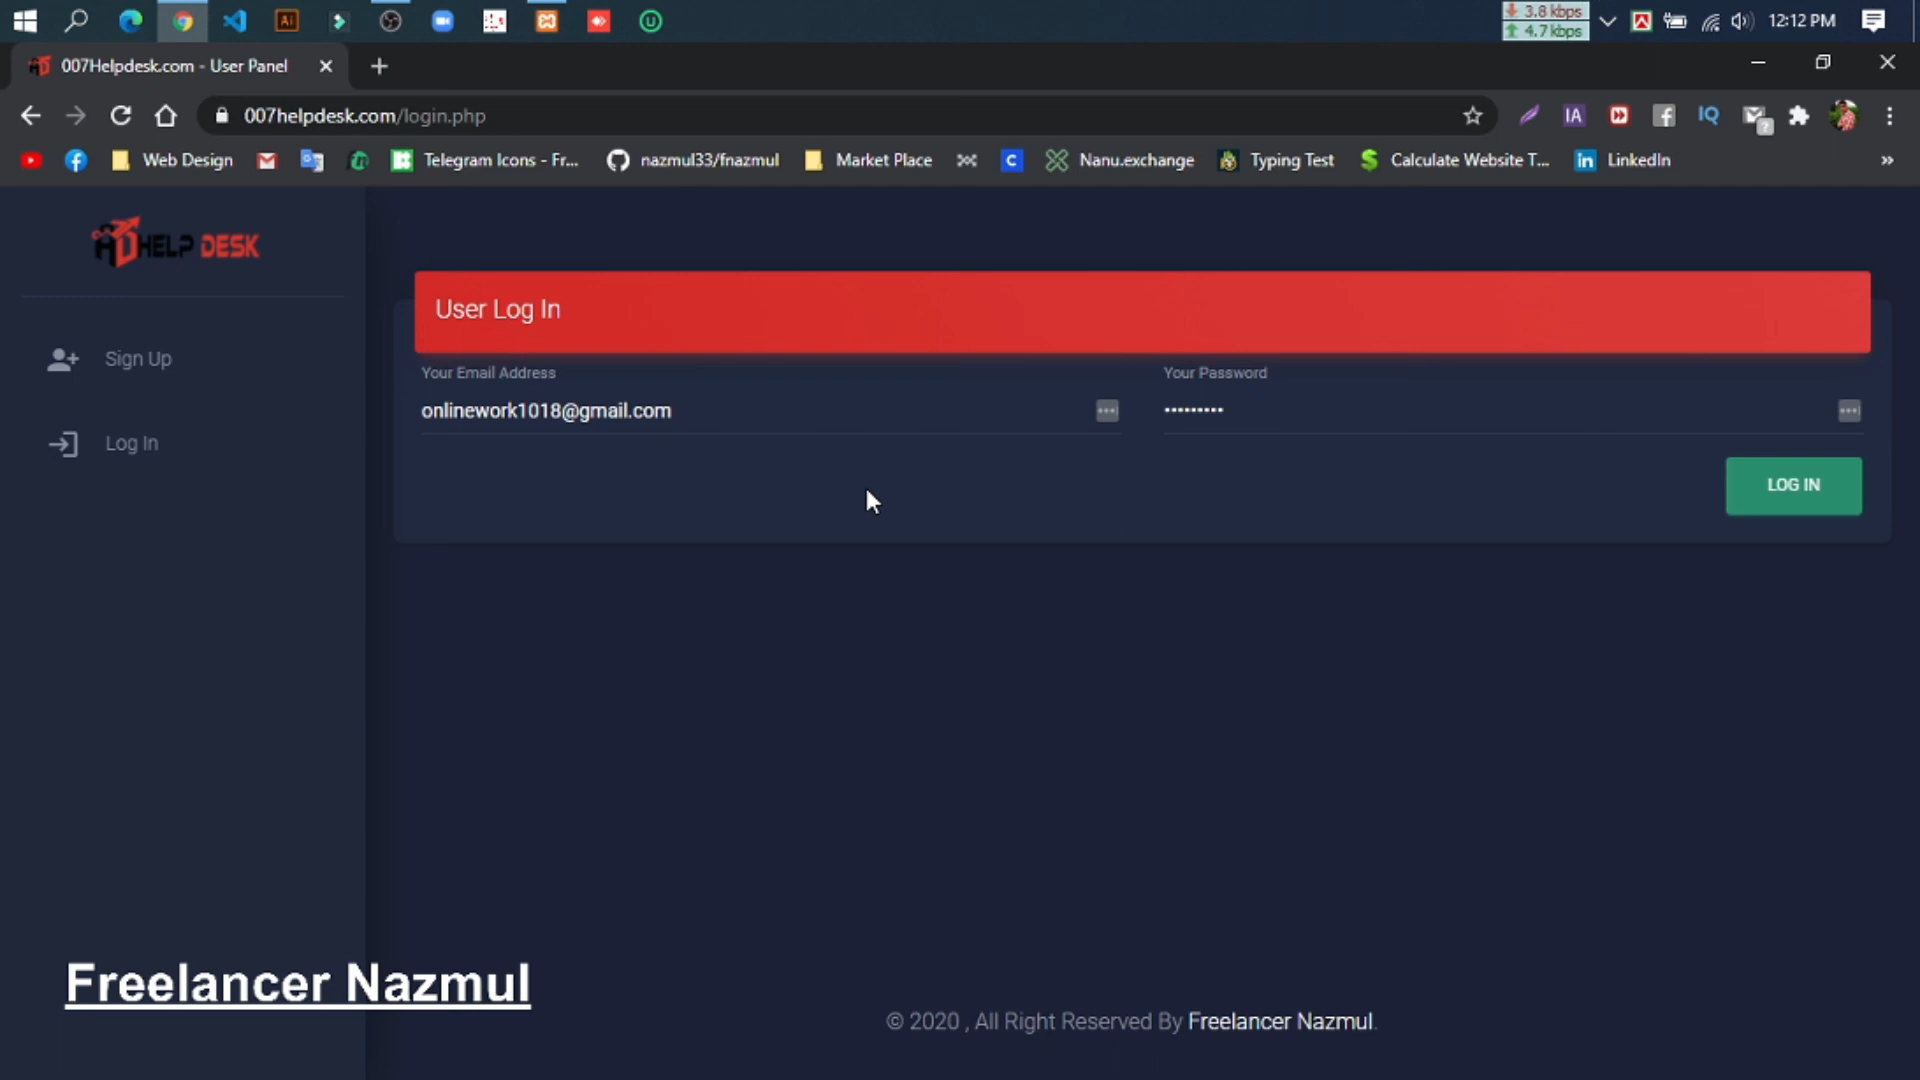 3.8 kbps
4.7 kbps
12:12 PM
007Helpdesk.com - User Panel
007helpdesk.com/login.php
IA
IQ
Web Design
Telegram Icons - Fr...
nazmul33/fnazmul
Market Place
C
Nanu.exchange
Typing Test
Calculate Website T...
LinkedIn
HELP DESK
Sign Up
Log In
User Log In
Your Email Address
Your Password
onlinework1018@gmail.com
LOG IN
Freelancer Nazmul
© 2020 , All Right Reserved By Freelancer Nazmul.